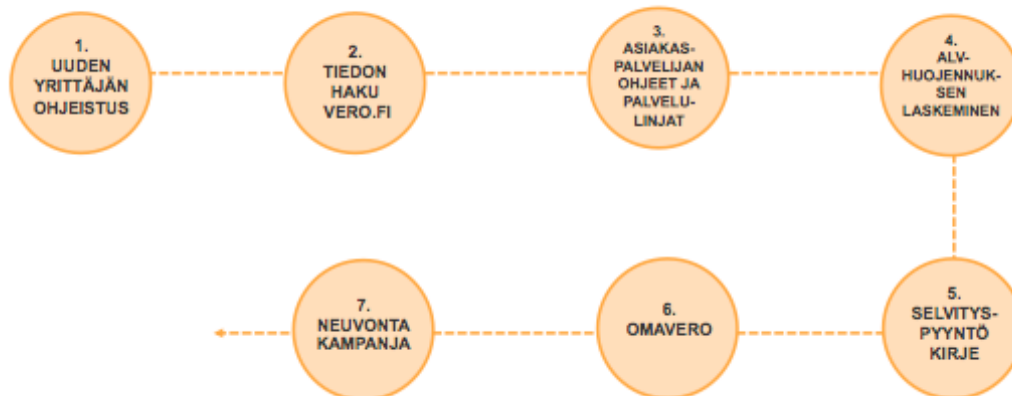 1.
UUDEN
YRITTÄJÄN
OHJEISTUS
2.
TIEDON
HAKU
VERO.FI
3.
ASIAKAS-
PALVELIJAN
OHJEET JA
PALVELU-
LINJAT
4.
ALV-
HUOJENNUK-
SEN
LASKEMINEN
5.
SELVITYS-
PYYNTÖ
KIRJE
6.
OMAVERO
7.
NEUVONTA
KAMPANJA